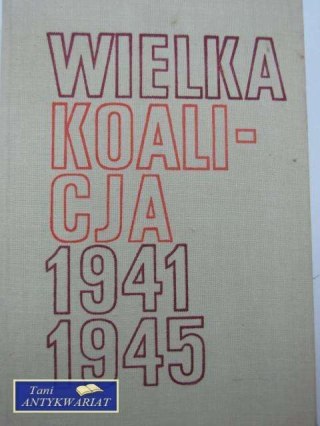 WIELKA
KOALI-
CJA
1941
1945
Tani
ANTYKWARIAT